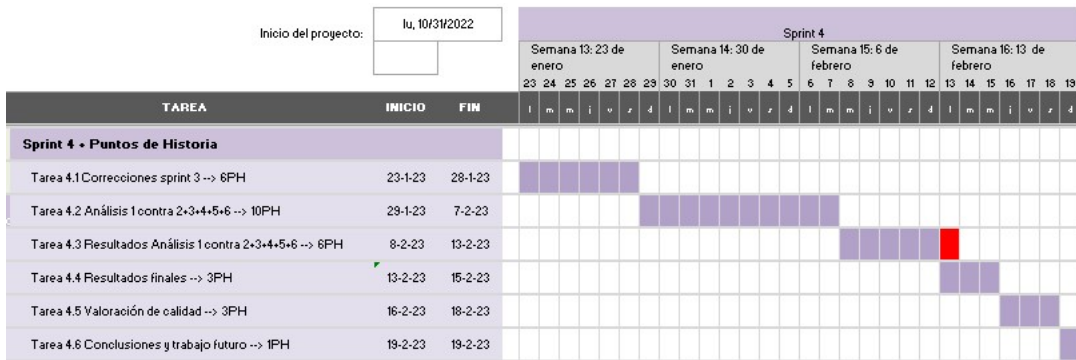 Inicio del proyecto: lu, 10/31/2022
Sprint 4
Semana 13: 23 de enero Semana 14: 30 de enero Semana 15: 6 de febrero Semana 16: 13 de febrero
23 24 25 26 27 28 29 30 31 1 2 3 4 5 6 7 8 9 10 11 12 13 14 15 16 17 18 19
TAREA INICIO FIN l m m j v s d l m m j v s d l m m j v s d l m m j v s d
Sprint 4 + Puntos de Historia
Tarea 4.1 Correcciones sprint 3 --> 6PH 23-1-23 28-1-23
Tarea 4.2 Análisis 1 contra 2+3+4+5+6 --> 10PH 29-1-23 7-2-23
Tarea 4.3 Resultados Análisis 1 contra 2+3+4+5+6 --> 6PH 8-2-23 13-2-23
Tarea 4.4 Resultados finales --> 3PH 13-2-23 15-2-23
Tarea 4.5 Valoración de calidad --> 3PH 16-2-23 18-2-23
Tarea 4.6 Conclusiones y trabajo futuro --> 1PH 19-2-23 19-2-23